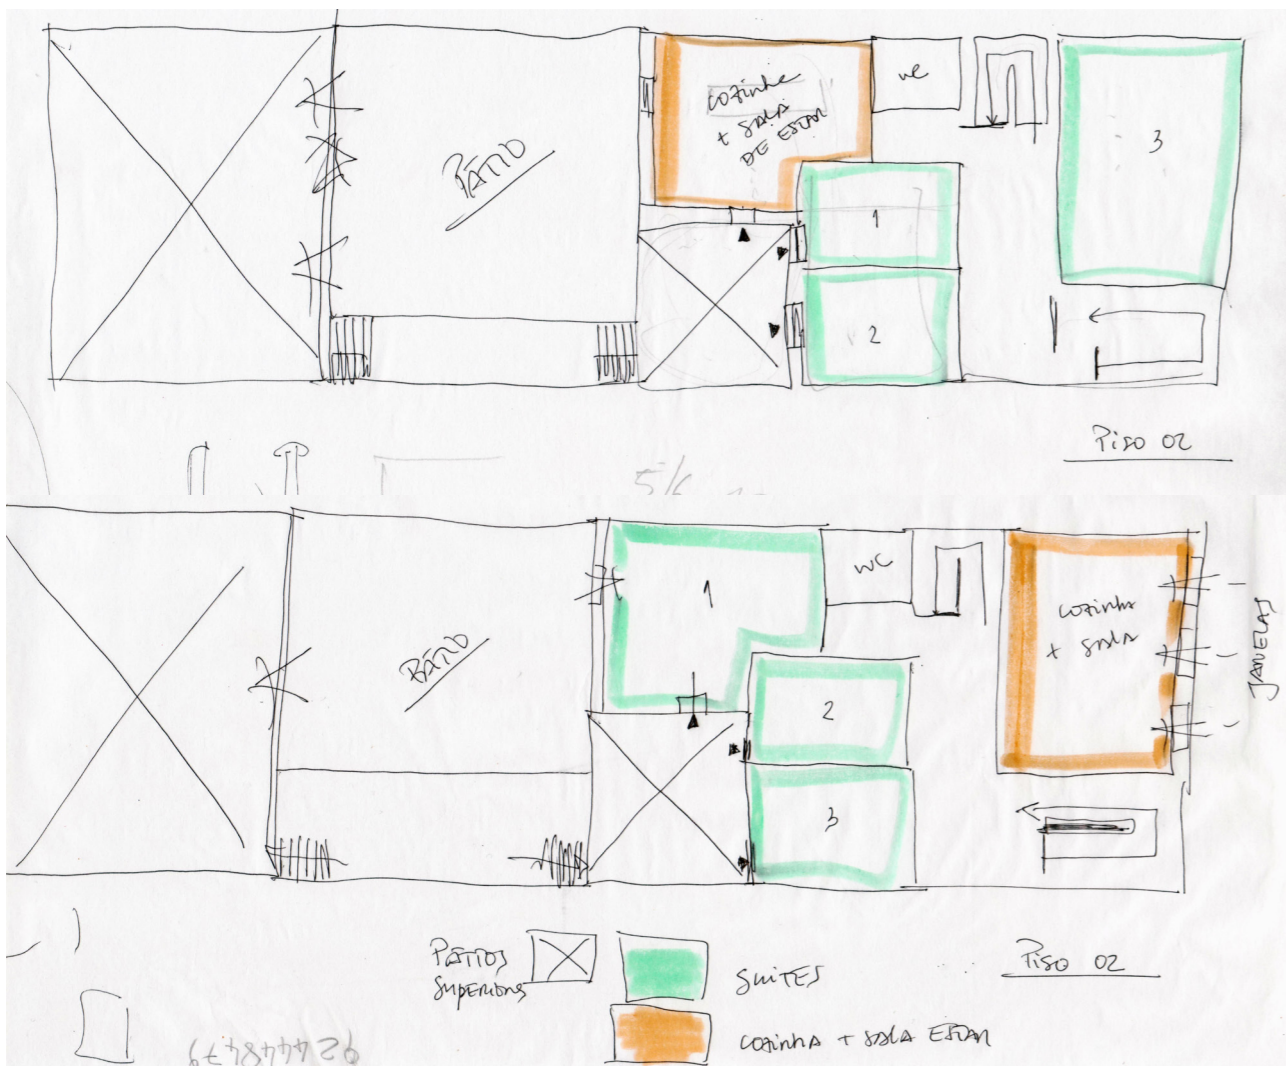 PÁTIO
cozinha
+ SALA
DE ESTAR
WC
1
2
3
Piso 02
PÁTIO
1
WC
2
3
cozinha
+ SALA
JANELAS
PÁTIOS
SUPERIORES
SUITES
COZINHA + SALA ESTAR
Piso 02